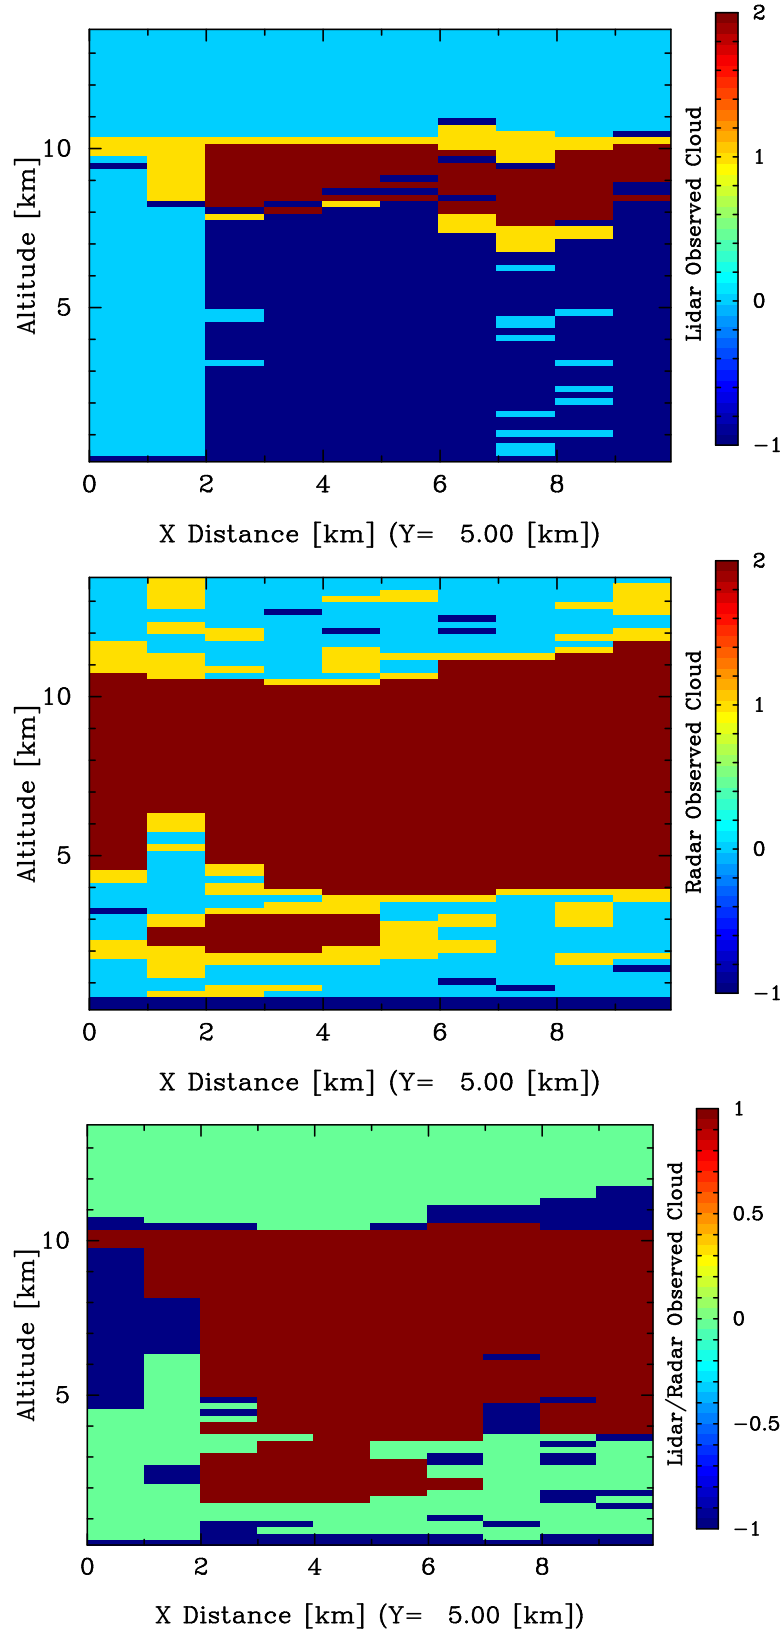 2
10
1
5
0
-1
0 2 4 6 8
Altitude [km]
X Distance [km] (Y= 5.00 [km])
Lidar Observed Cloud
2
10
1
5
0
-1
0 2 4 6 8
Altitude [km]
X Distance [km] (Y= 5.00 [km])
Radar Observed Cloud
1
10
0.5
0
5
-0.5
-1
0 2 4 6 8
Altitude [km]
X Distance [km] (Y= 5.00 [km])
Lidar/Radar Observed Cloud